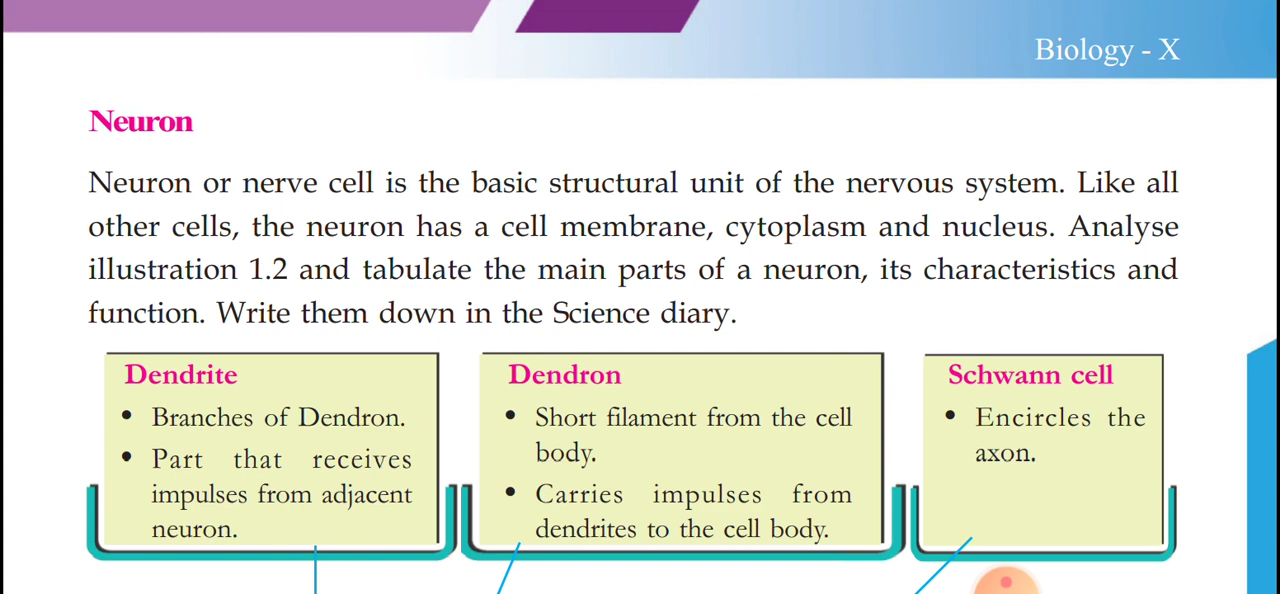 Biology - X
Neuron
Neuron or nerve cell is the basic structural unit of the nervous system. Like all
other cells, the neuron has a cell membrane, cytoplasm and nucleus. Analyse
illustration 1.2 and tabulate the main parts of a neuron, its characteristics and
function. Write them down in the Science diary.
Dendrite
• Branches of Dendron.
• Part that receives
impulses from adjacent
neuron.
Dendron
• Short filament from the cell
body.
• Carries impulses from
dendrites to the cell body.
Schwann cell
• Encircles the
axon.